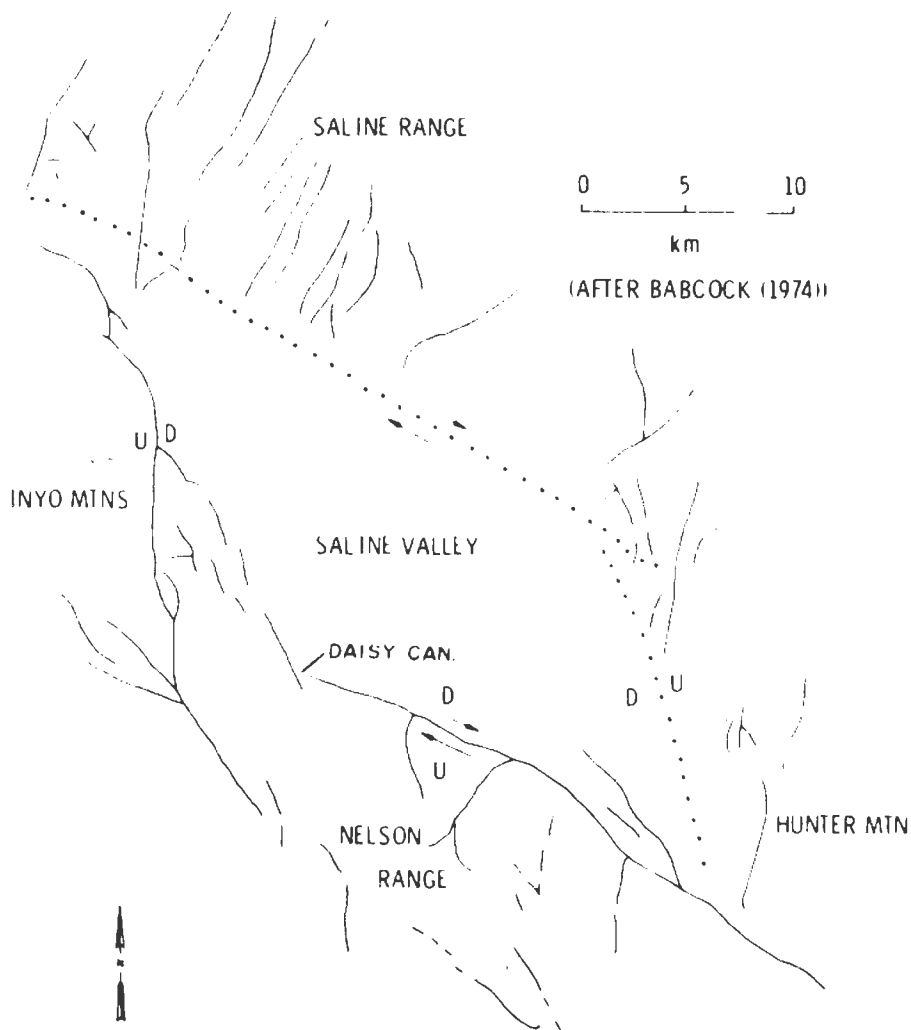 SALINE RANGE
0 5 10
km
(AFTER BABCOCK (1974))
U D
INYO MTNS
SALINE VALLEY
DAISY CAN.
D
D U
U
NELSON
RANGE
HUNTER MTN